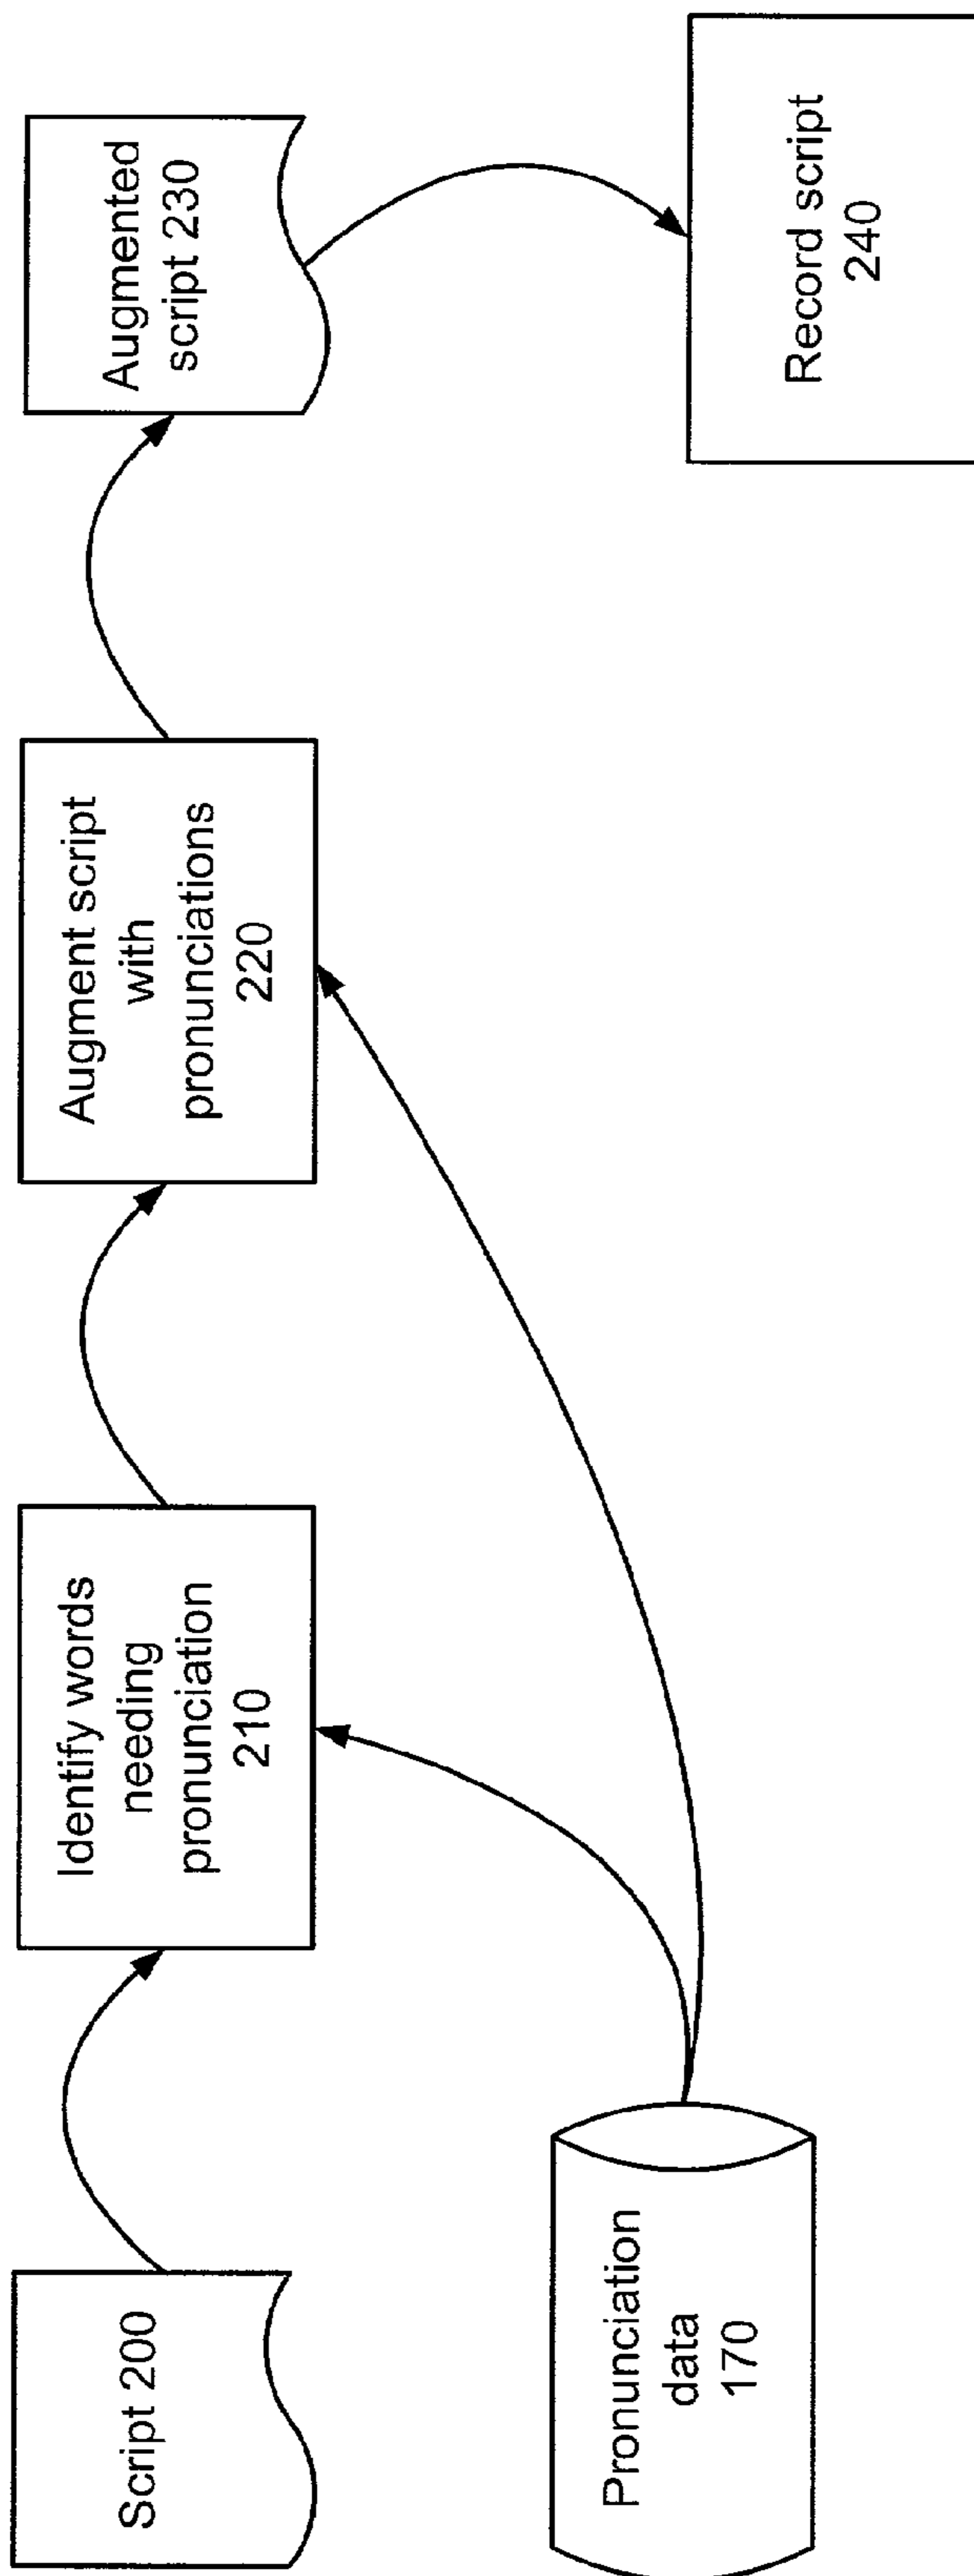 Script 200
Identify words
needing
pronunciation
210
Augment script
with
pronunciations
220
Augmented
script 230
Pronunciation
data
170
Record script
240